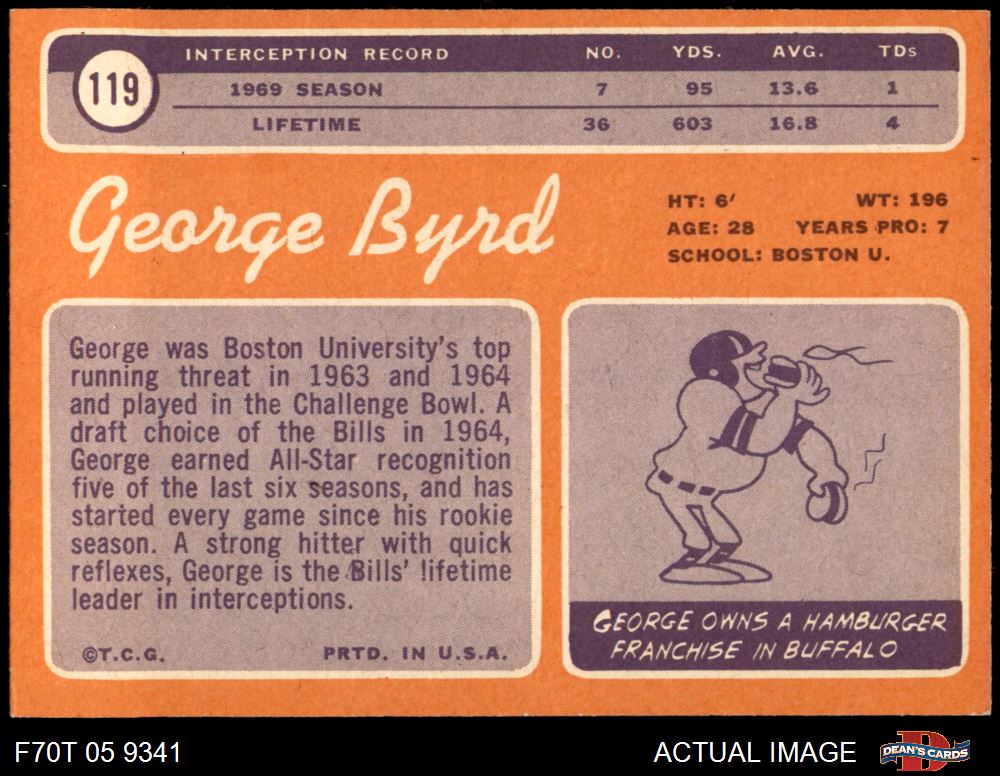 119
INTERCEPTION RECORD NO. YDS. AVG. TDs
1969 SEASON 7 95 13.6 1
LIFETIME 36 603 16.8 4
George Byrd
HT: 6′ WT: 196
AGE: 28 YEARS PRO: 7
SCHOOL: BOSTON U.
George was Boston University's top
running threat in 1963 and 1964
and played in the Challenge Bowl. A
draft choice of the Bills in 1964,
George earned All-Star recognition
five of the last six seasons, and has
started every game since his rookie
season. A strong hitter with quick
reflexes, George is the Bills' lifetime
leader in interceptions.
©T.C.G. PRTD. IN U.S.A.
GEORGE OWNS A HAMBURGER
FRANCHISE IN BUFFALO
F70T 05 9341 ACTUAL IMAGE DEAN'S CARDS